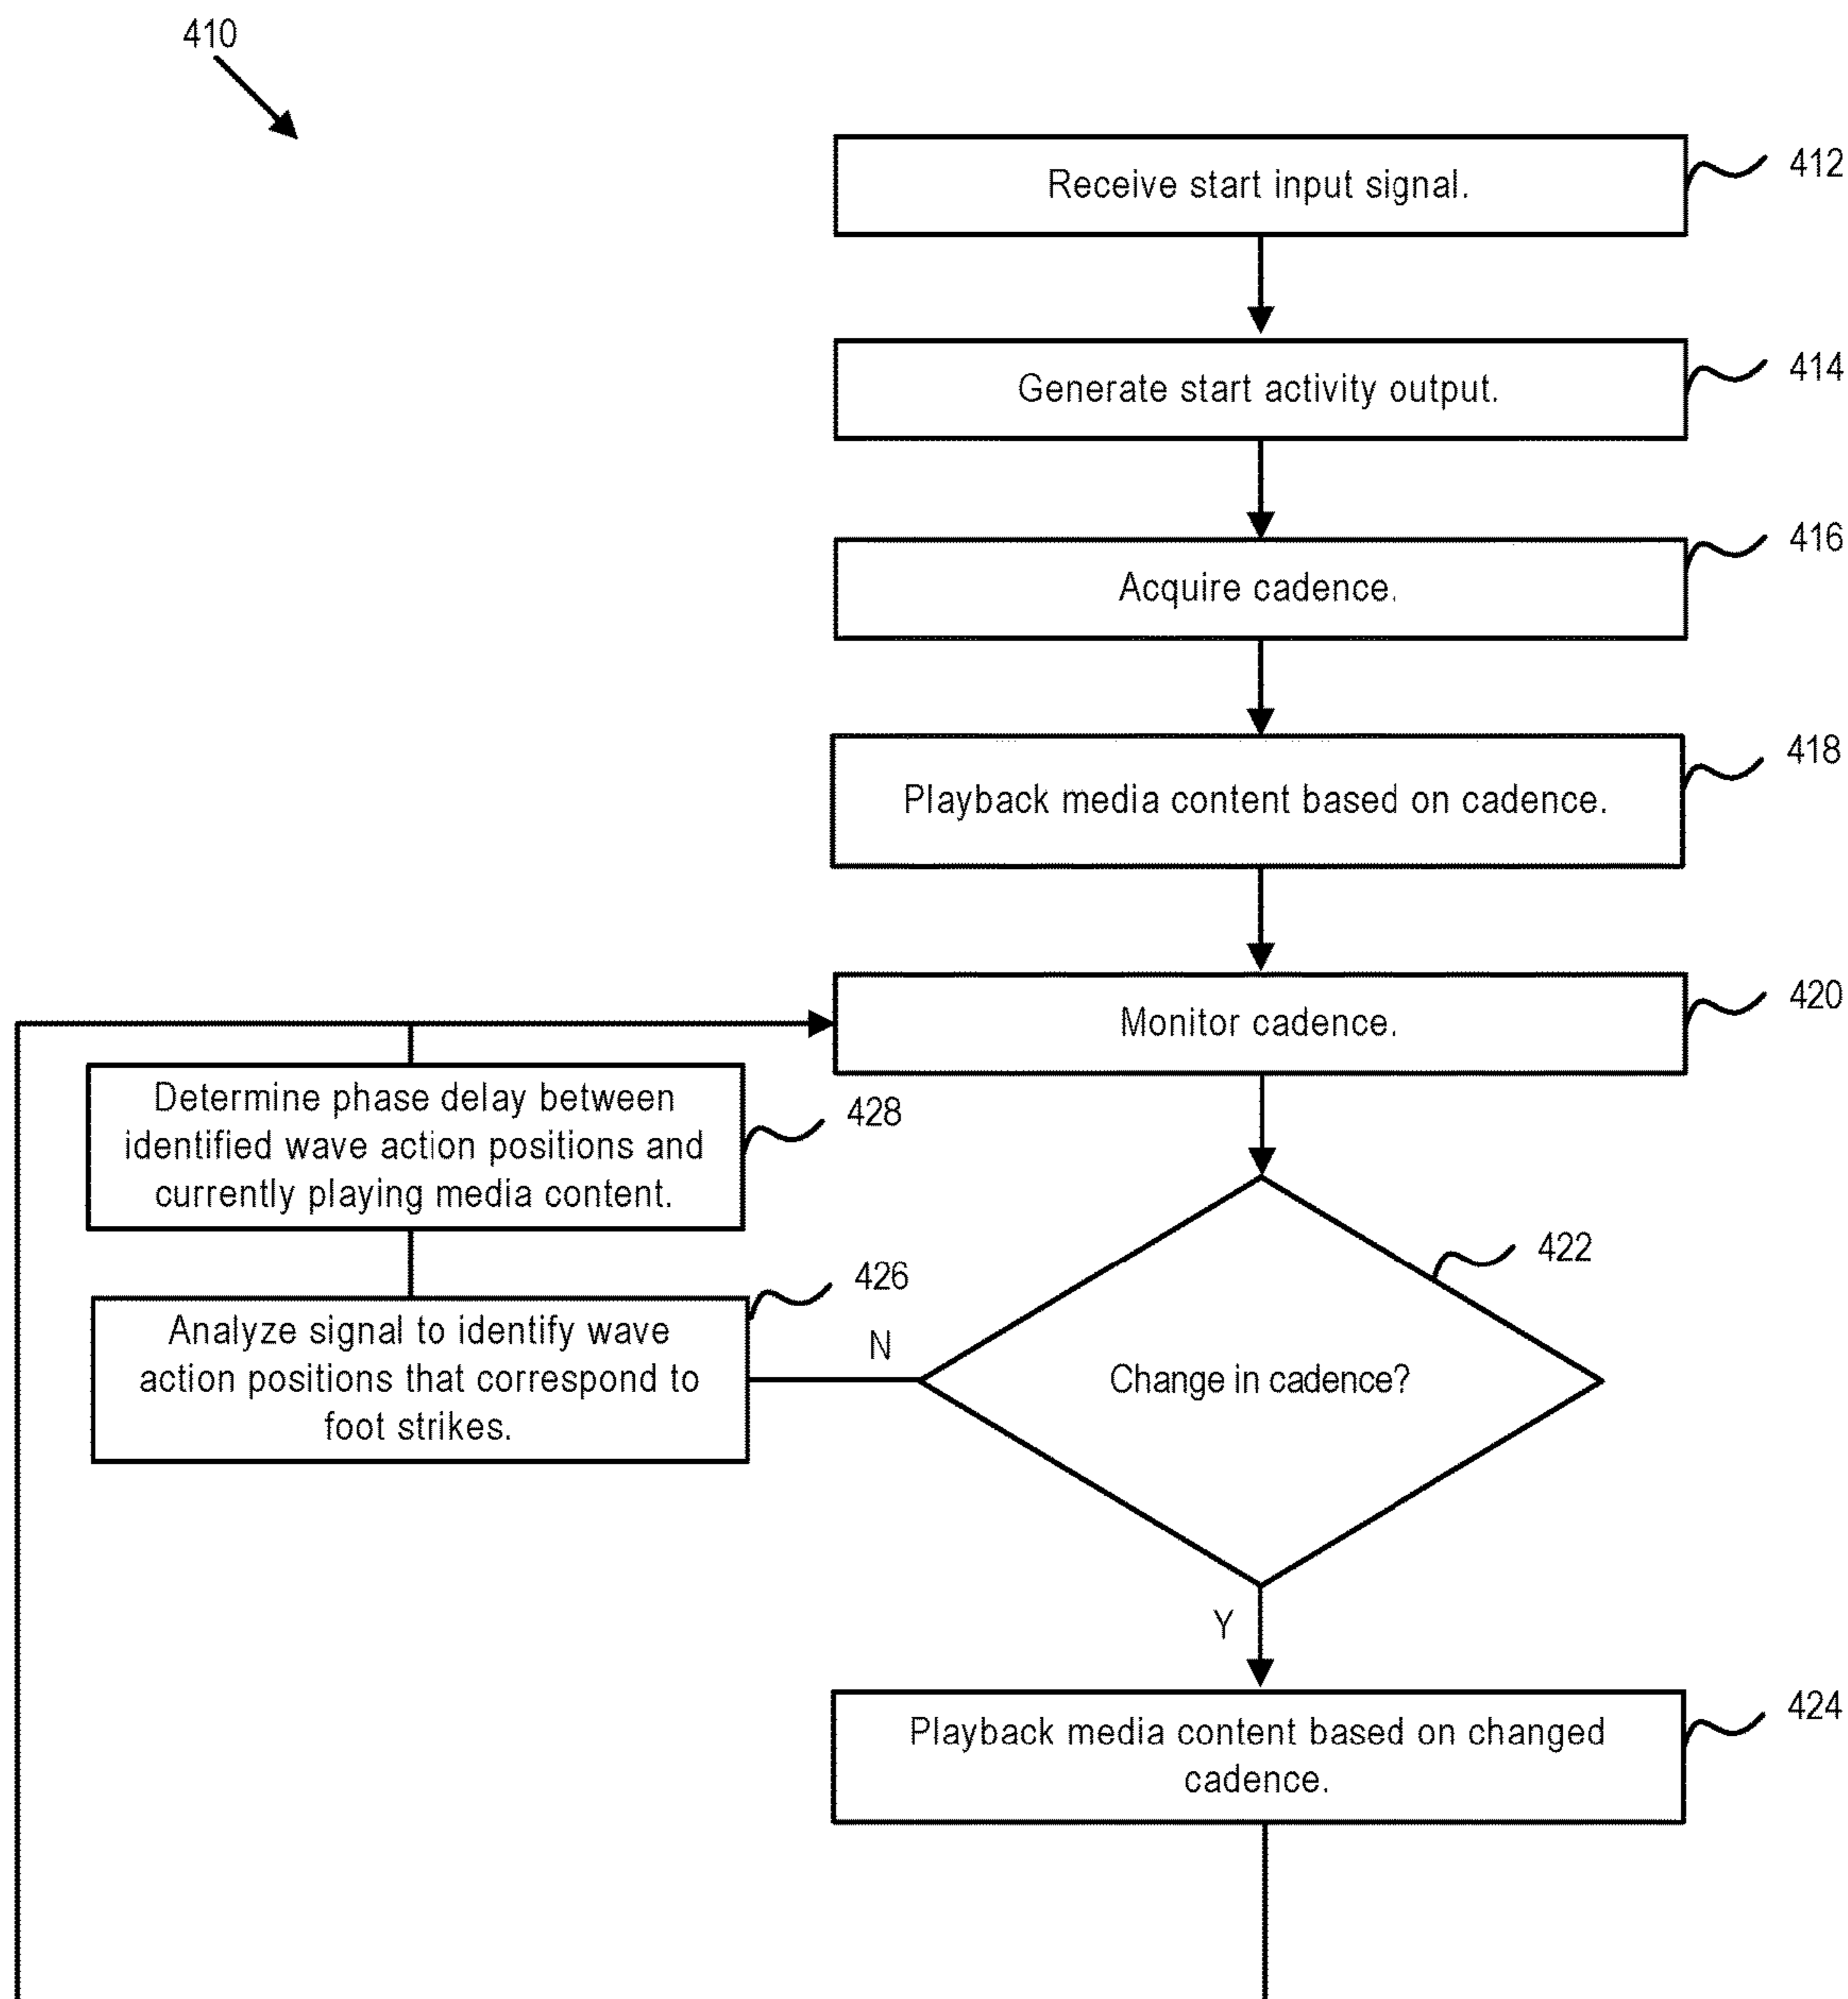 410
Receive start input signal.
412
Generate start activity output.
414
Acquire cadence.
416
Playback media content based on cadence.
418
Monitor cadence.
420
Determine phase delay between
identified wave action positions and
currently playing media content.
428
Change in cadence?
422
Analyze signal to identify wave
action positions that correspond to
foot strikes.
426
N
Y
Playback media content based on changed
cadence.
424